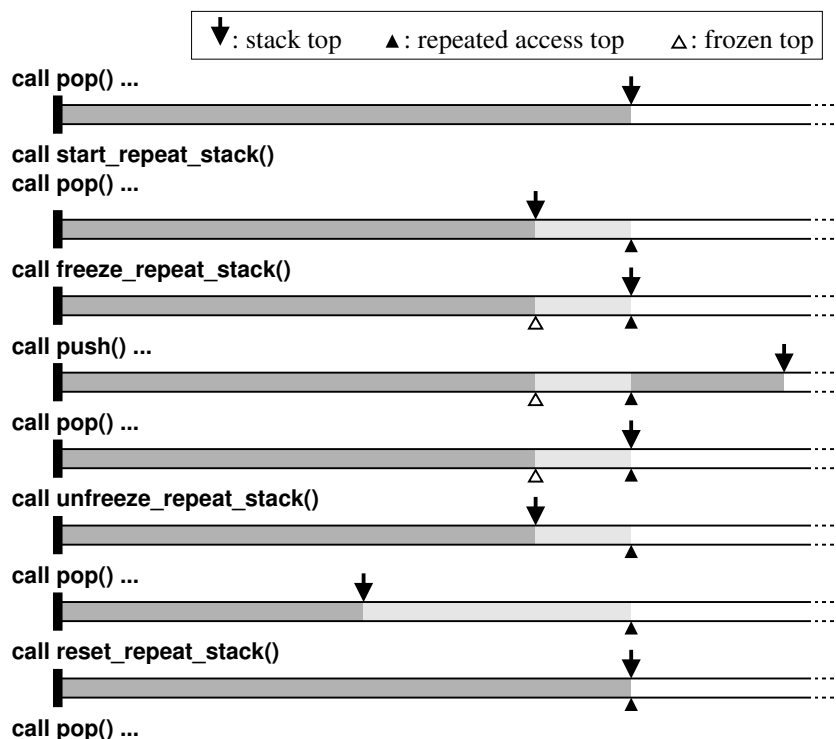 : stack top : repeated access top : frozen top
call pop() ...
call start_repeat_stack()
call pop() ...
call freeze_repeat_stack()
call push() ...
call pop() ...
call unfreeze_repeat_stack()
call pop() ...
call reset_repeat_stack()
call pop() ...